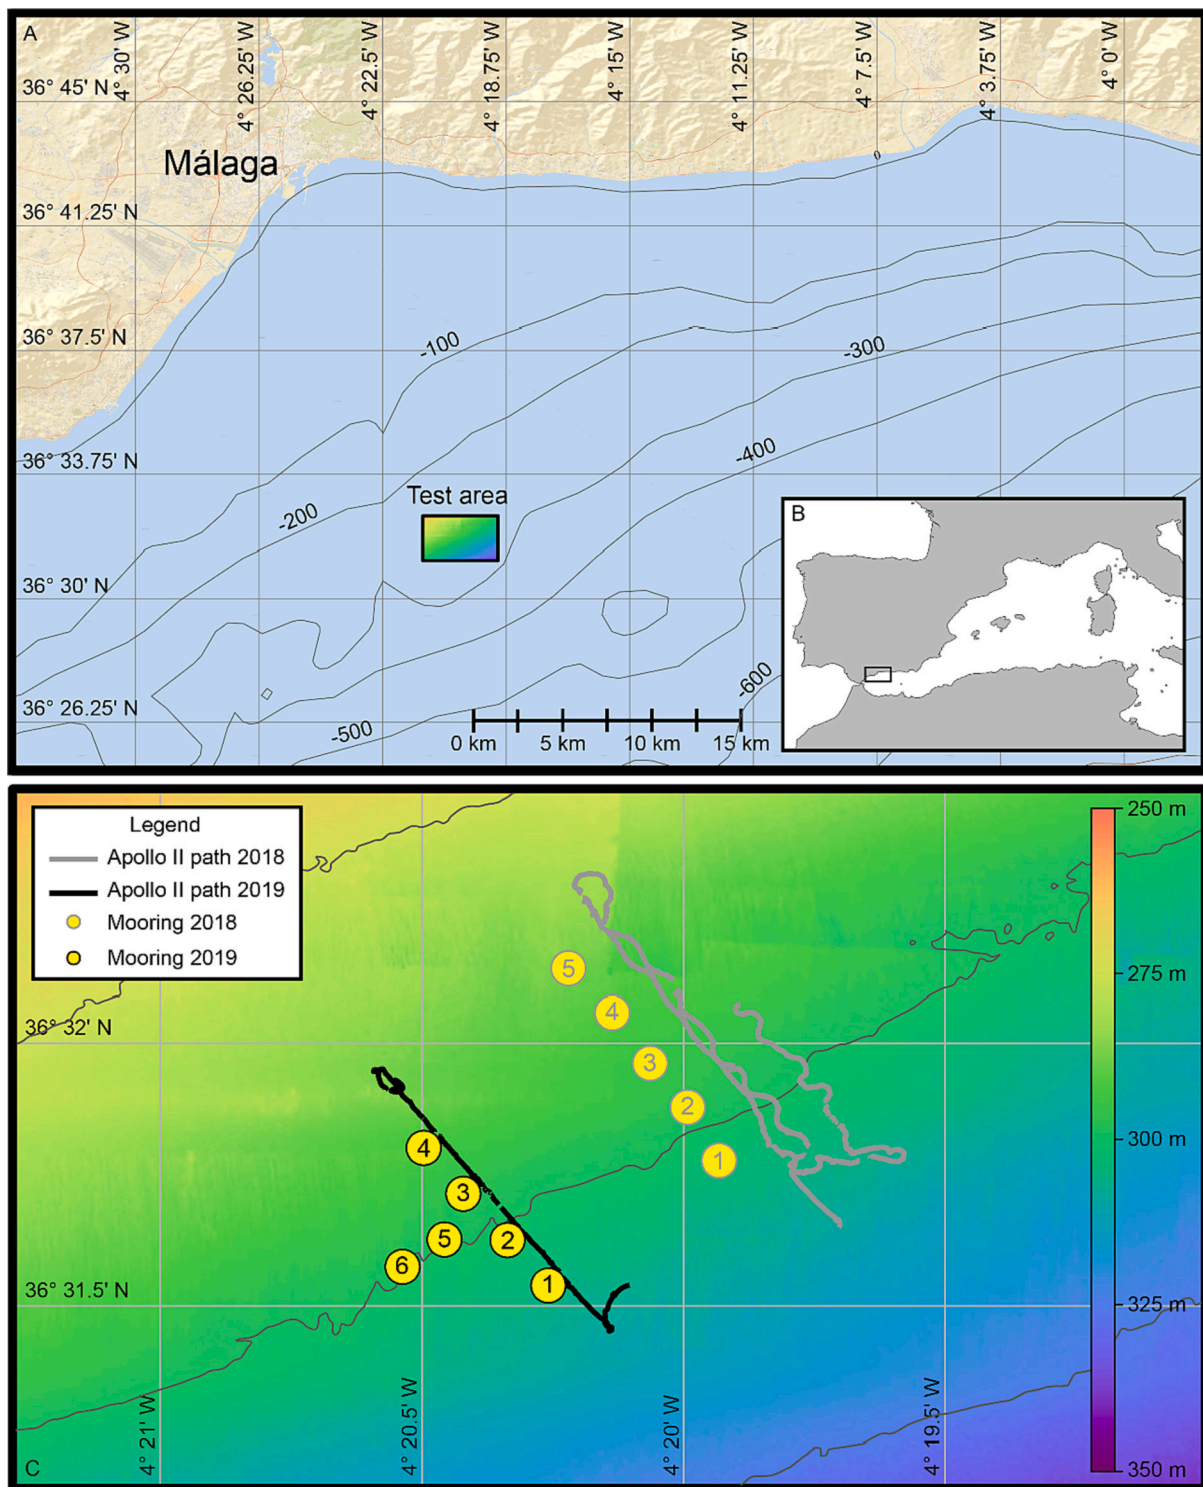 A
4° 30' W
4° 26.25' W
4° 22.5' W
4° 18.75' W
4° 15' W
4° 11.25' W
4° 7.5' W
4° 3.75' W
4° 0' W
36° 45' N
Málaga
0
36° 41.25' N
36° 37.5' N
-100
-300
36° 33.75' N
-400
Test area
-200
B
36° 30' N
-600
36° 26.25' N
-500
0 km 5 km 10 km 15 km
Legend
Apollo II path 2018
Apollo II path 2019
Mooring 2018
Mooring 2019
250 m
275 m
300 m
325 m
350 m
5
4
3
2
1
36° 32' N
4
3
2
5
6
1
36° 31.5' N
4° 21' W
4° 20.5' W
4° 20' W
4° 19.5' W
C